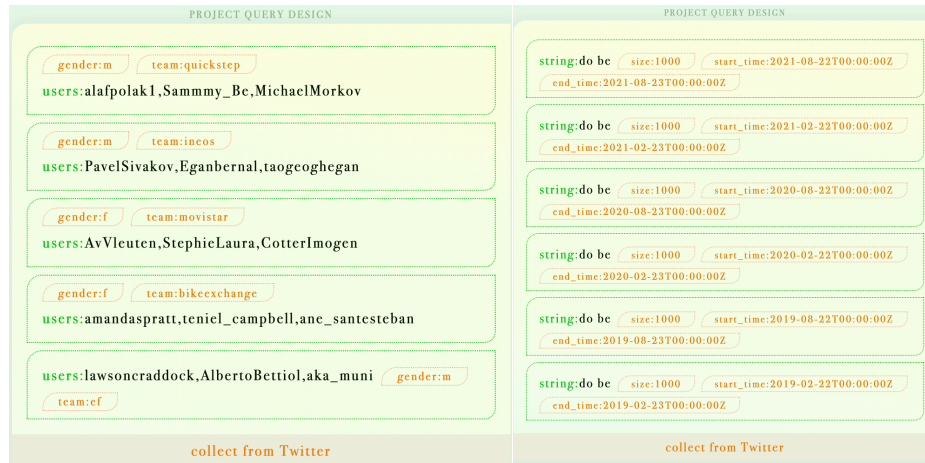 PROJECT QUERY DESIGN
gender:m team:quickstep
users:alafpolak1,Sammmy_Be,MichaelMorkov
gender:m team:ineos
users:PavelSivakov,Eganbernal,taogeoghegan
gender:f team:movistar
users:AvVleuten,StephieLaura,CotterImogen
gender:f team:bikeexchange
users:amandaspratt,teniel_campbell,ane_santesteban
users:lawsoncraddock,AlbertoBettiol,aka_muni gender:m
team:ef
collect from Twitter
PROJECT QUERY DESIGN
string:do be size:1000 start_time:2021-08-22T00:00:00Z
end_time:2021-08-23T00:00:00Z
string:do be size:1000 start_time:2021-02-22T00:00:00Z
end_time:2021-02-23T00:00:00Z
string:do be size:1000 start_time:2020-08-22T00:00:00Z
end_time:2020-08-23T00:00:00Z
string:do be size:1000 start_time:2020-02-22T00:00:00Z
end_time:2020-02-23T00:00:00Z
string:do be size:1000 start_time:2019-08-22T00:00:00Z
end_time:2019-08-23T00:00:00Z
string:do be size:1000 start_time:2019-02-22T00:00:00Z
end_time:2019-02-23T00:00:00Z
collect from Twitter